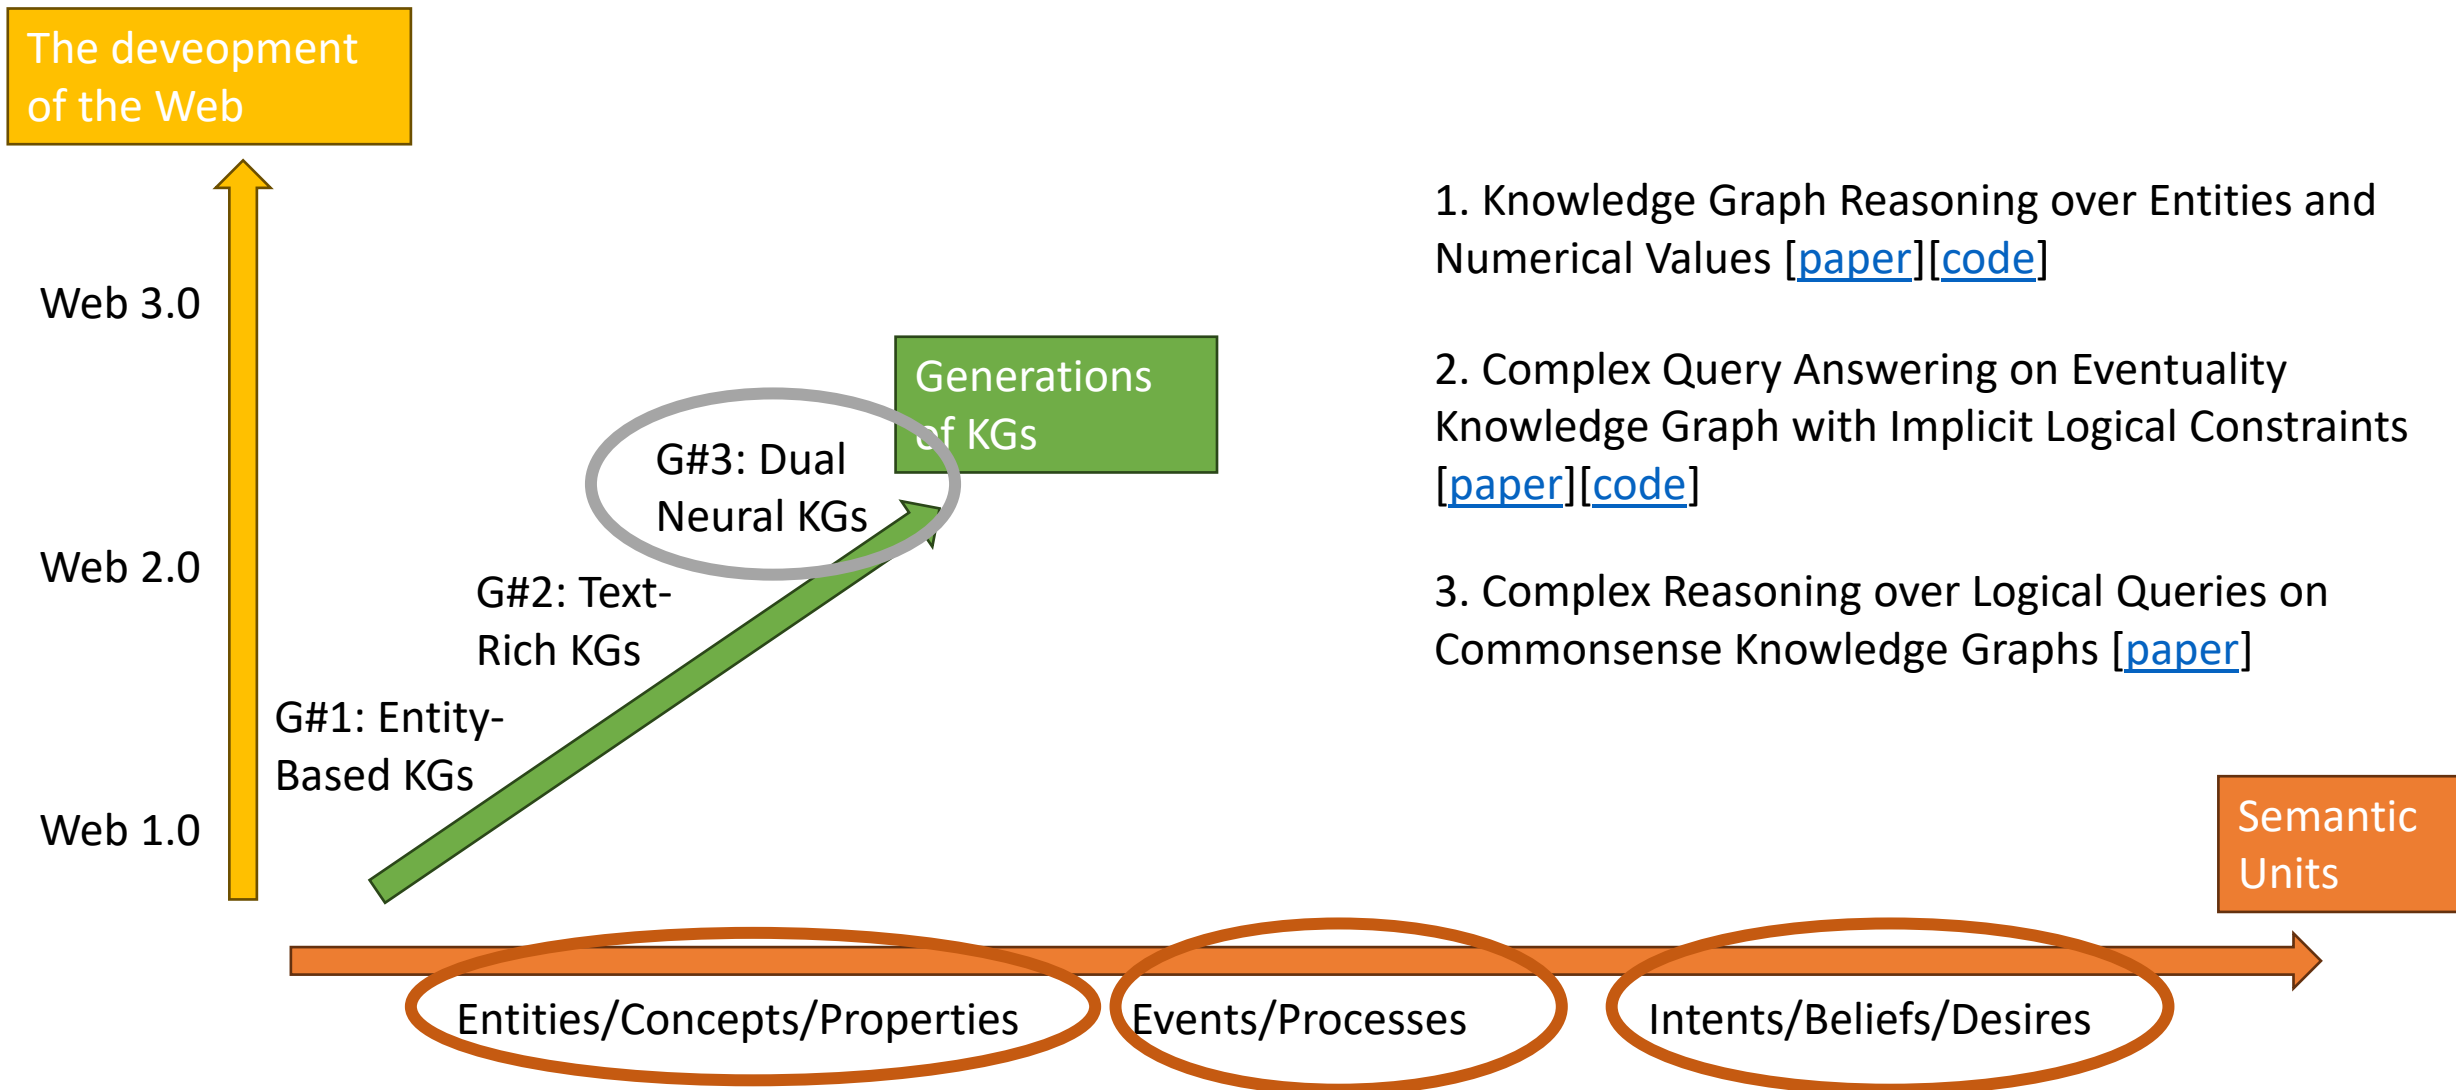 The deveopment
of the Web
Web 3.0
Web 2.0
Web 1.0
Generations
of KGs
G#3: Dual
Neural KGs
G#2: Text-
Rich KGs
G#1: Entity-
Based KGs
1. Knowledge Graph Reasoning over Entities and
Numerical Values [paper][code]
2. Complex Query Answering on Eventuality
Knowledge Graph with Implicit Logical Constraints
[paper][code]
3. Complex Reasoning over Logical Queries on
Commonsense Knowledge Graphs [paper]
Semantic
Units
Entities/Concepts/Properties
Events/Processes
Intents/Beliefs/Desires